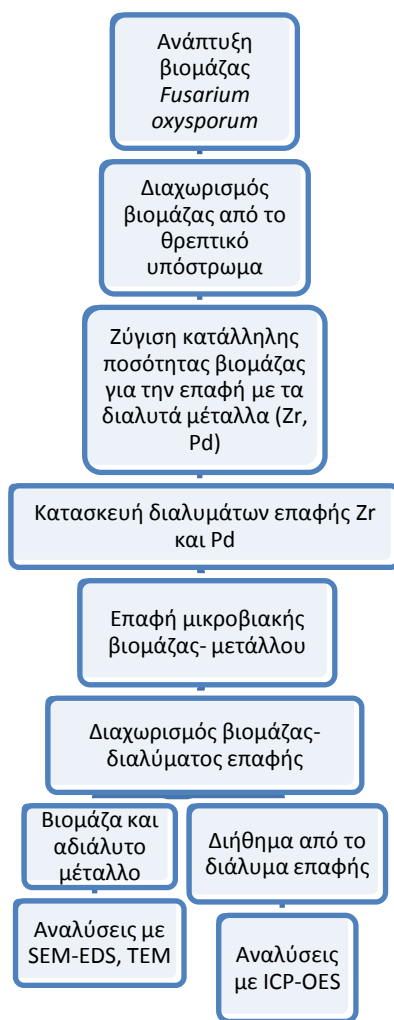 Ανάπτυξη
βιομάζας
Fusarium
oxysporum
Διαχωρισμός
βιομάζας από το
θρεπτικό
υπόστρωμα
Ζύγιση κατάλληλης
ποσότητας βιομάζας
για την επαφή με τα
διαλυτά μέταλλα (Zr,
Pd)
Κατασκευή διαλυμάτων επαφής Zr
και Pd
Επαφή μικροβιακής
βιομάζας- μετάλλου
Διαχωρισμός βιομάζας-
διαλύματος επαφής
Βιομάζα και
αδιάλυτο
μέταλλο
Διήθημα από το
διάλυμα επαφής
Αναλύσεις με
SEM-EDS, TEM
Αναλύσεις
με ICP-OES